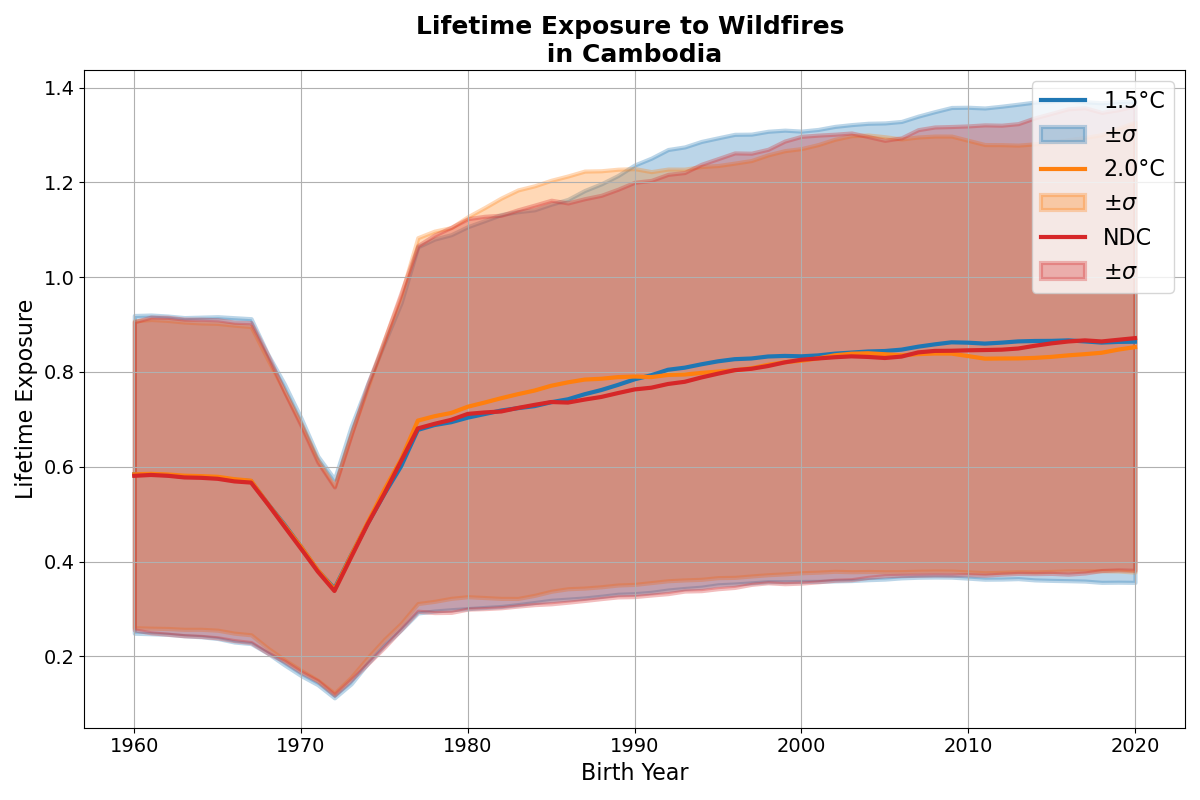 Lifetime Exposure to Wildfires
in Cambodia
1.4
1.2
1.0
0.8
0.6
0.4
0.2
Lifetime Exposure
1960
1970
1980
1990
2000
2010
2020
Birth Year
1.5°C
±σ
2.0°C
±σ
NDC
±σ